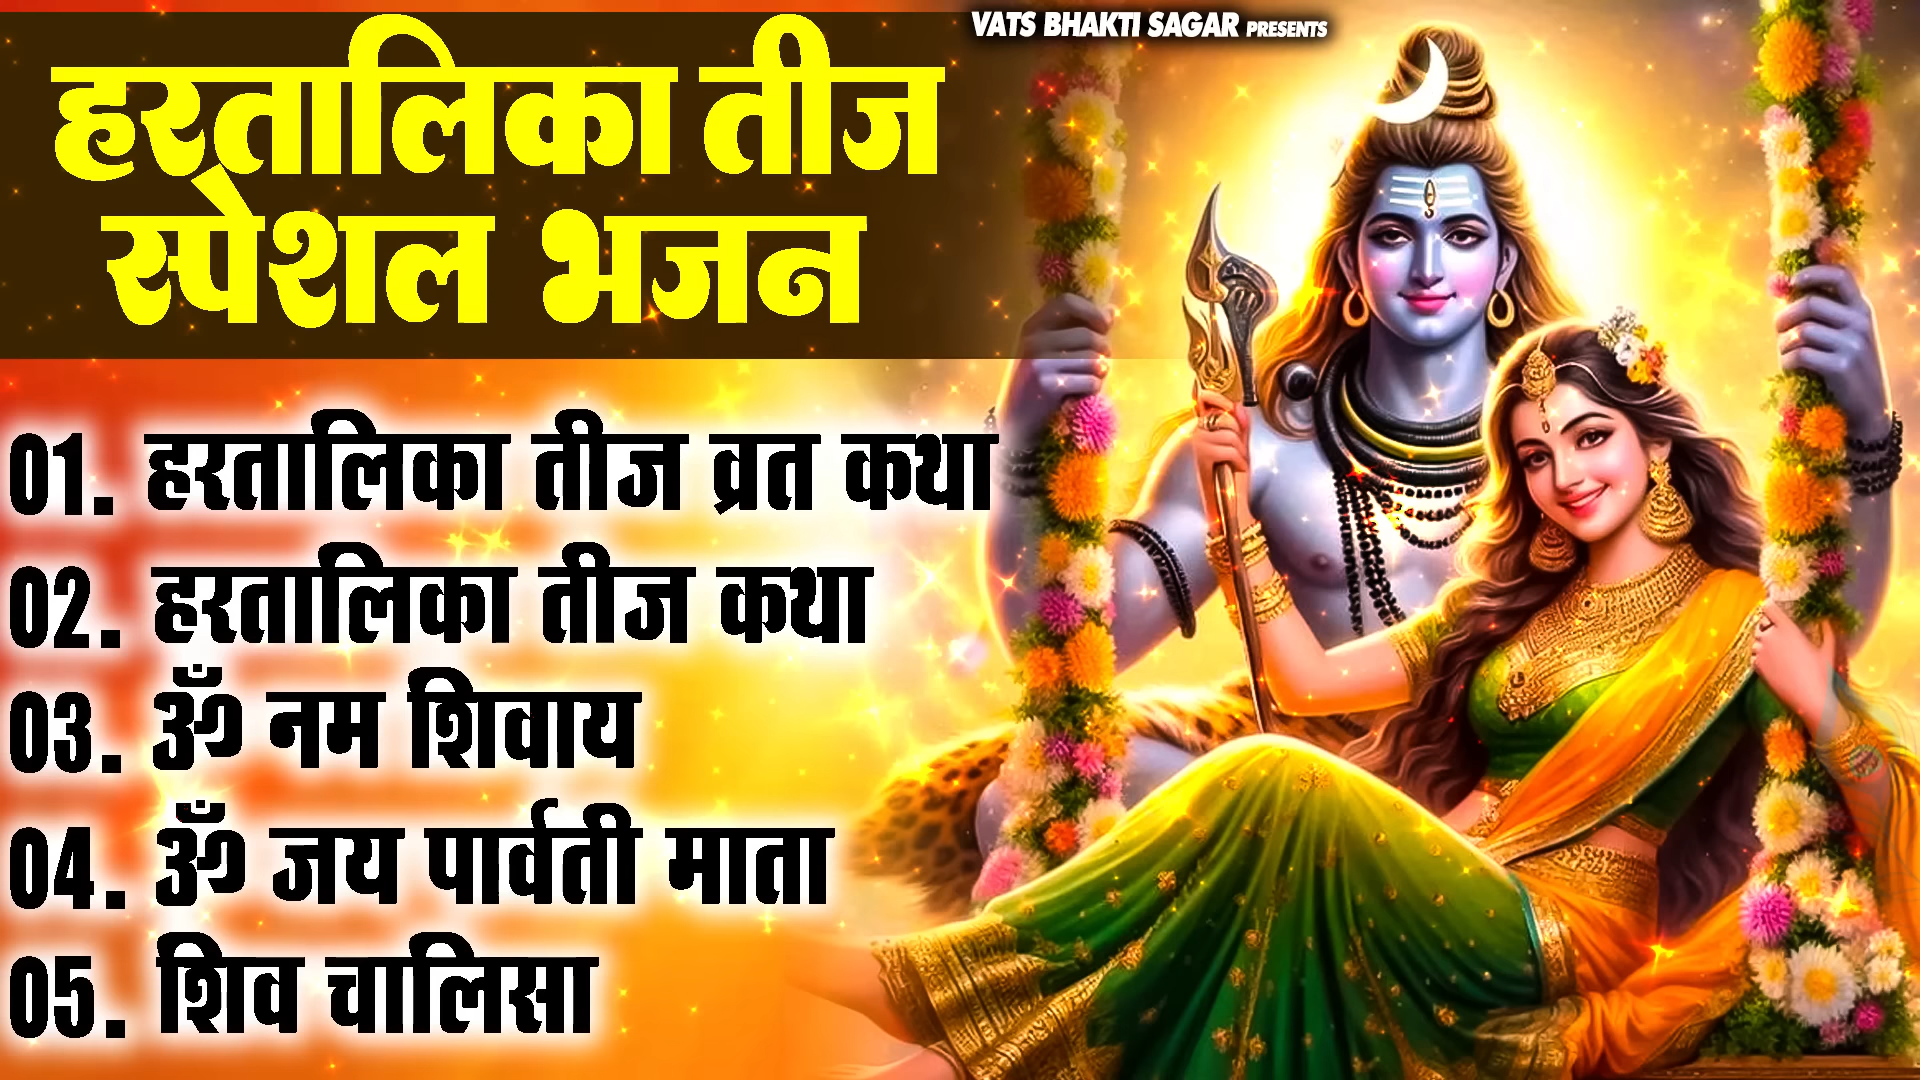 VATS BHAKTI SAGAR PRESENTS
हरतालिका तीज
स्पेशल भजन
01. हरतालिका तीज व्रत कथा
02. हरतालिका तीज कथा
03. ॐ नम शिवाय
04. ॐ जय पार्वती माता
05. शिव चालिसा